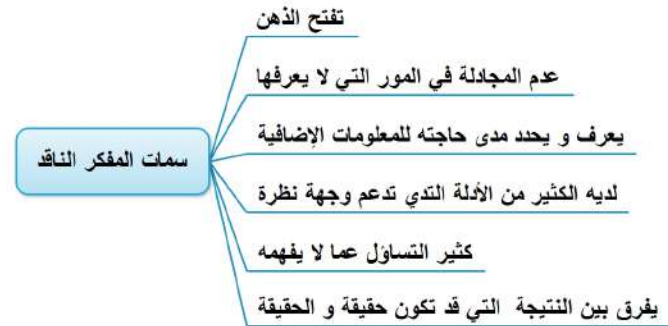 سمات المفكر الناقد
تفتح الذهن
عدم المجادلة في المور التي لا يعرفها
يعرف و يحدد مدى حاجته للمعلومات الإضافية
لديه الكثير من الأدلة التدي تدعم وجهة نظرة
كثير التساؤل عما لا يفهمه
يفرق بين النتيجة التي قد تكون حقيقة و الحقيقة